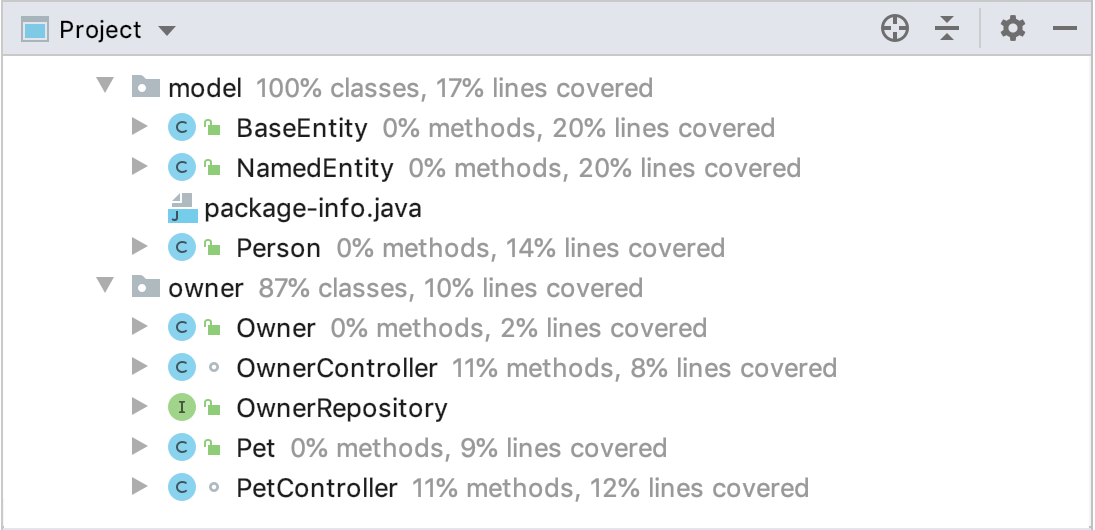 Project
model 100% classes, 17% lines covered
C BaseEntity 0% methods, 20% lines covered
C NamedEntity 0% methods, 20% lines covered
J package-info.java
C Person 0% methods, 14% lines covered
owner 87% classes, 10% lines covered
C Owner 0% methods, 2% lines covered
C OwnerController 11% methods, 8% lines covered
I OwnerRepository
C Pet 0% methods, 9% lines covered
C PetController 11% methods, 12% lines covered